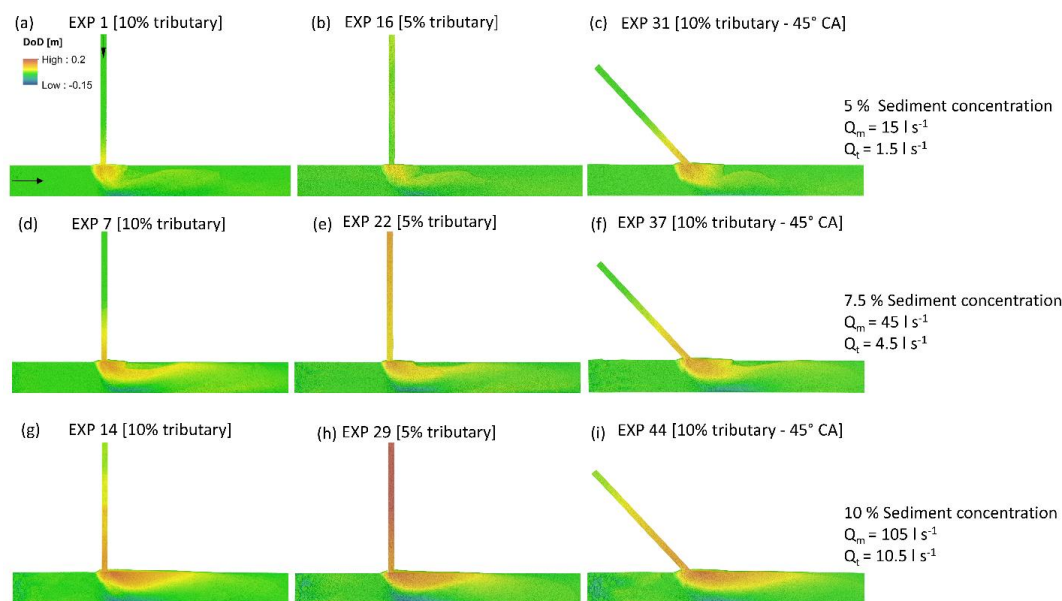 (a) EXP 1 [10% tributary]
(b) EXP 16 [5% tributary]
(c) EXP 31 [10% tributary - 45° CA]
DoD [m]
High : 0.2
Low : -0.15
5 % Sediment concentration
Qₘ = 15 l s⁻¹
Qₜ = 1.5 l s⁻¹
(d) EXP 7 [10% tributary]
(e) EXP 22 [5% tributary]
(f) EXP 37 [10% tributary - 45° CA]
7.5 % Sediment concentration
Qₘ = 45 l s⁻¹
Qₜ = 4.5 l s⁻¹
(g) EXP 14 [10% tributary]
(h) EXP 29 [5% tributary]
(i) EXP 44 [10% tributary - 45° CA]
10 % Sediment concentration
Qₘ = 105 l s⁻¹
Qₜ = 10.5 l s⁻¹